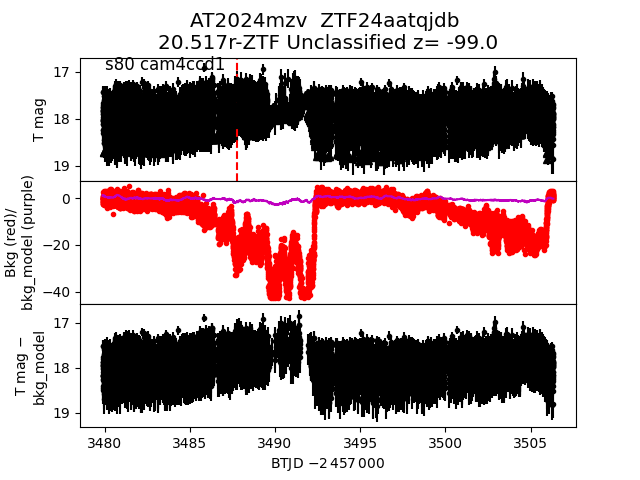 AT2024mzv  ZTF24aatqjdb
20.517r-ZTF Unclassified z= -99.0
s80 cam4ccd1
17
18
19
T mag
0
−20
−40
Bkg (red)/
bkg_model (purple)
17
18
19
T mag −
bkg_model
3480 3485 3490 3495 3500 3505
BTJD −2 457 000